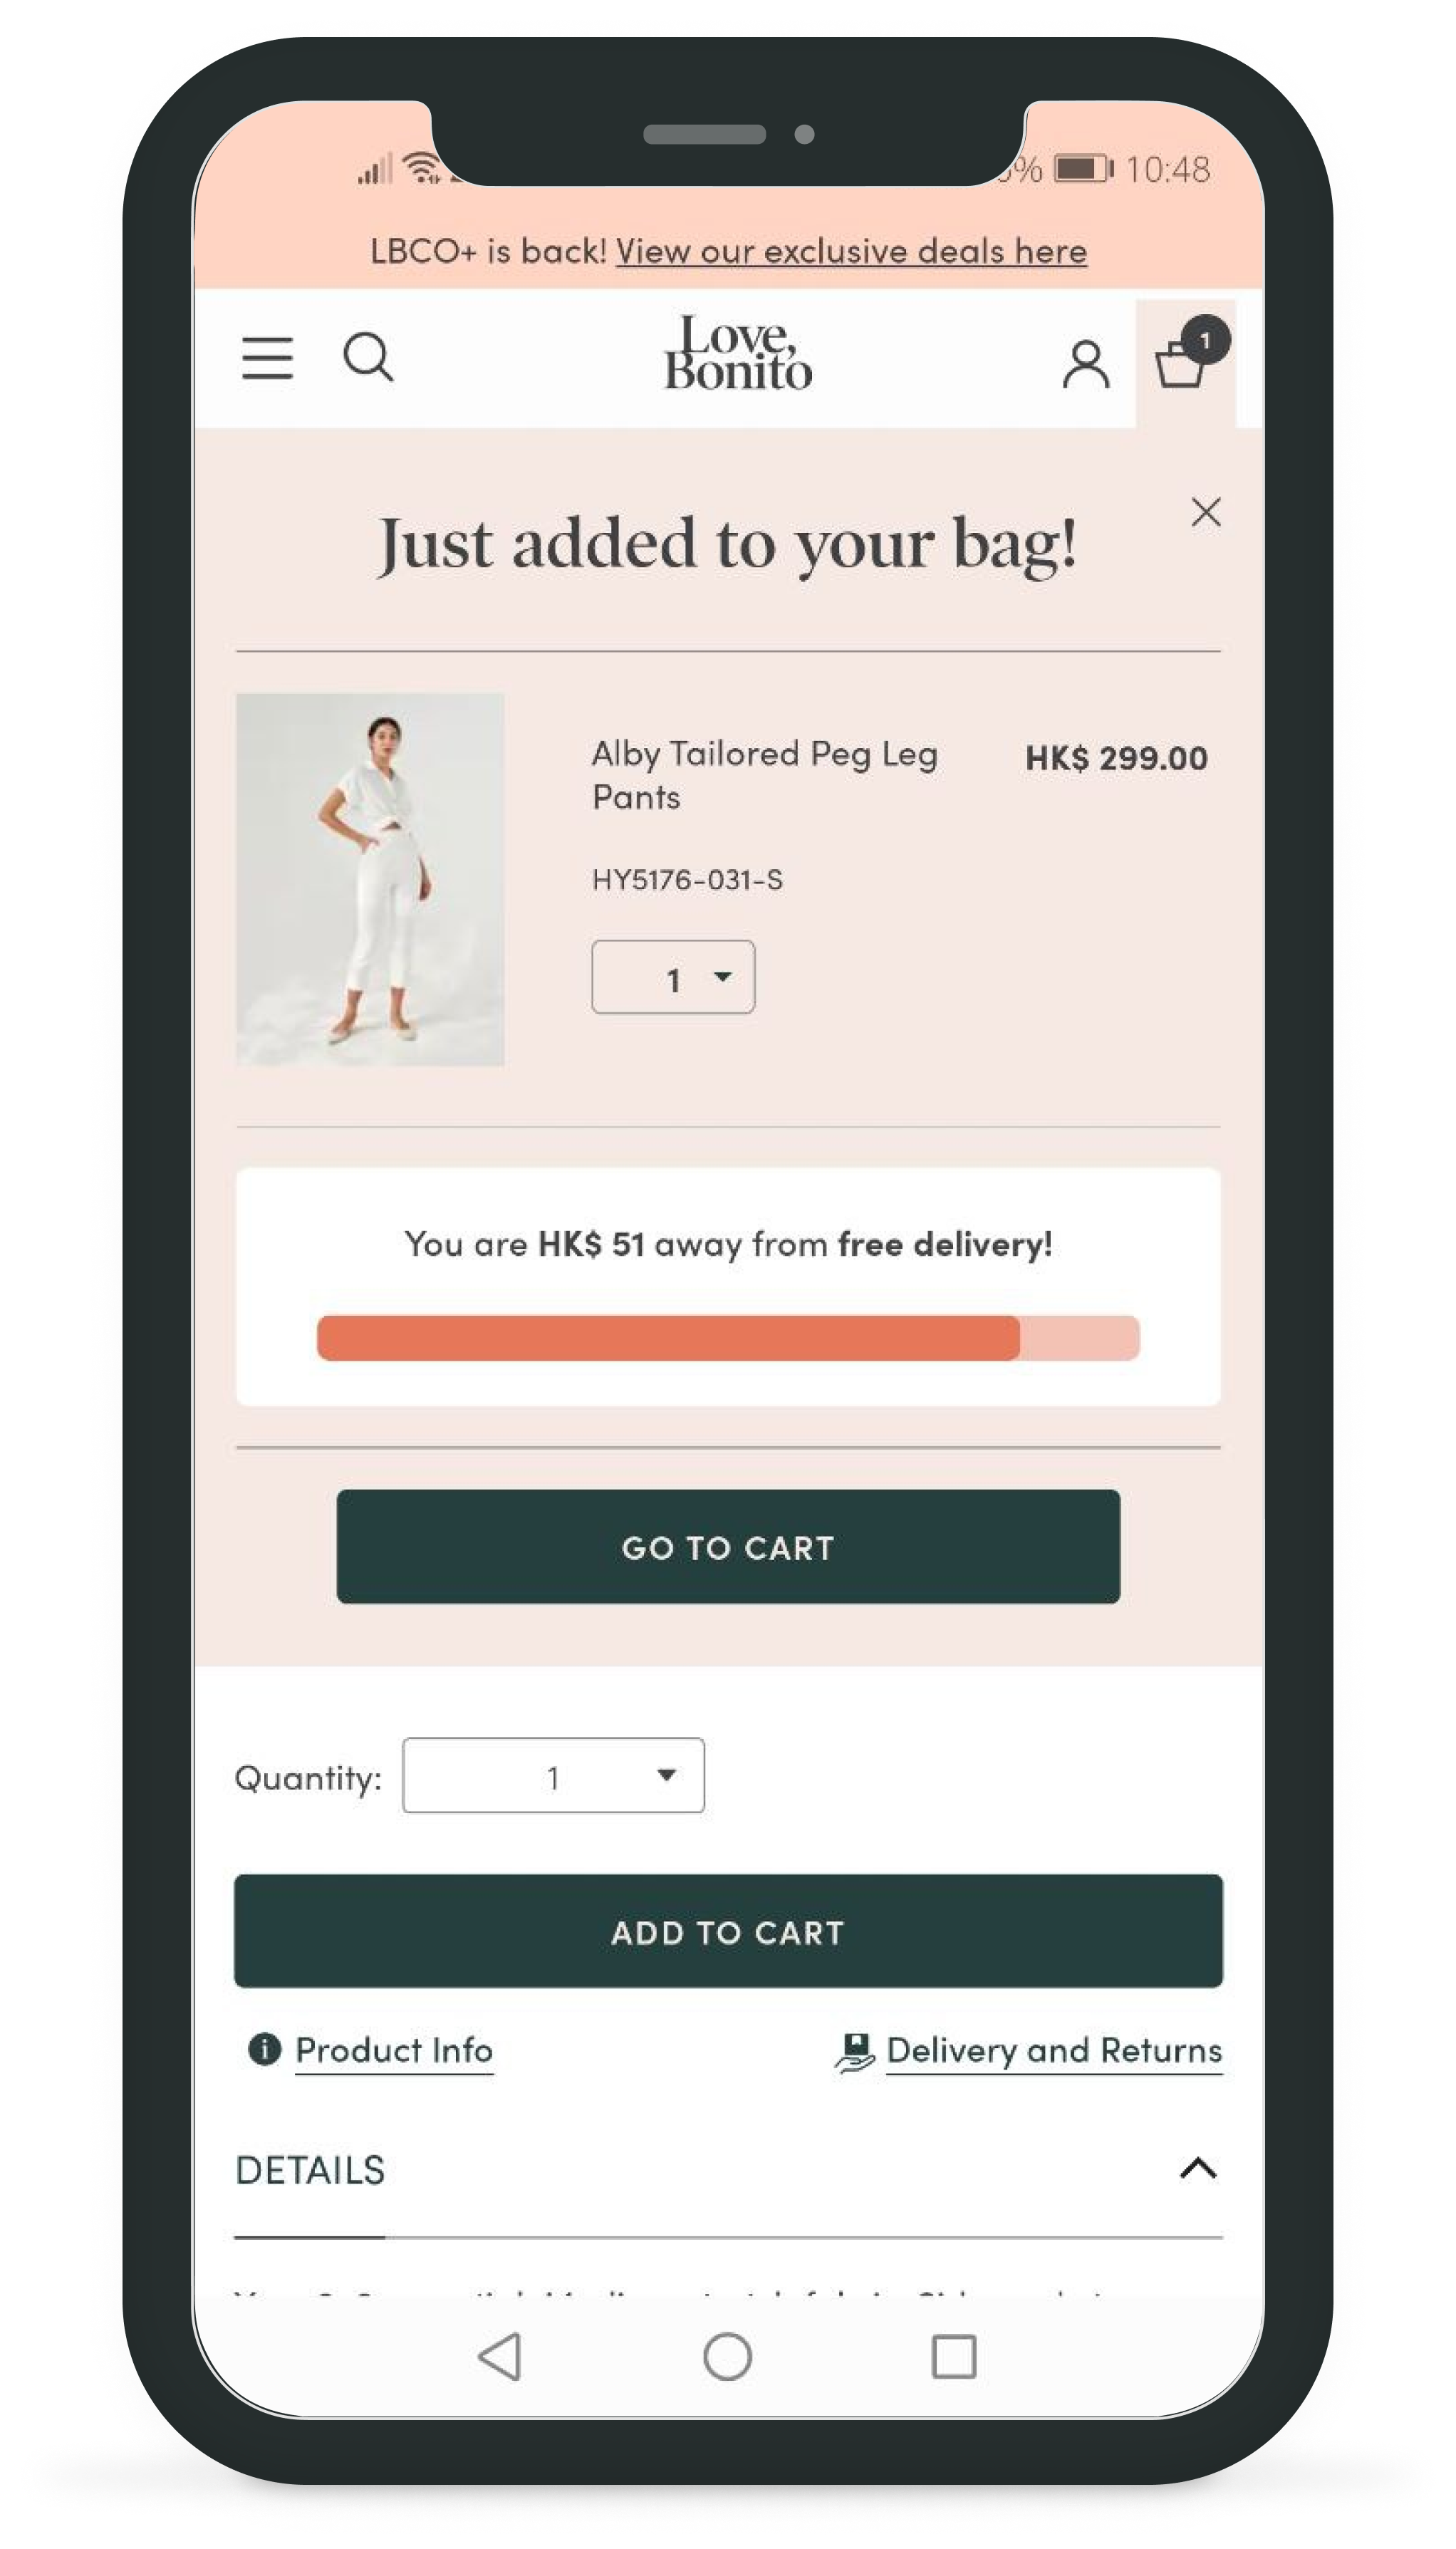 10:48
LBCO+ is back! View our exclusive deals here
Love,
Bonito
1
Just added to your bag!
Alby Tailored Peg Leg
Pants
HK$ 299.00
HY5176-031-S
1
You are HK$ 51 away from free delivery!
GO TO CART
Quantity: 1
ADD TO CART
Product Info
Delivery and Returns
DETAILS